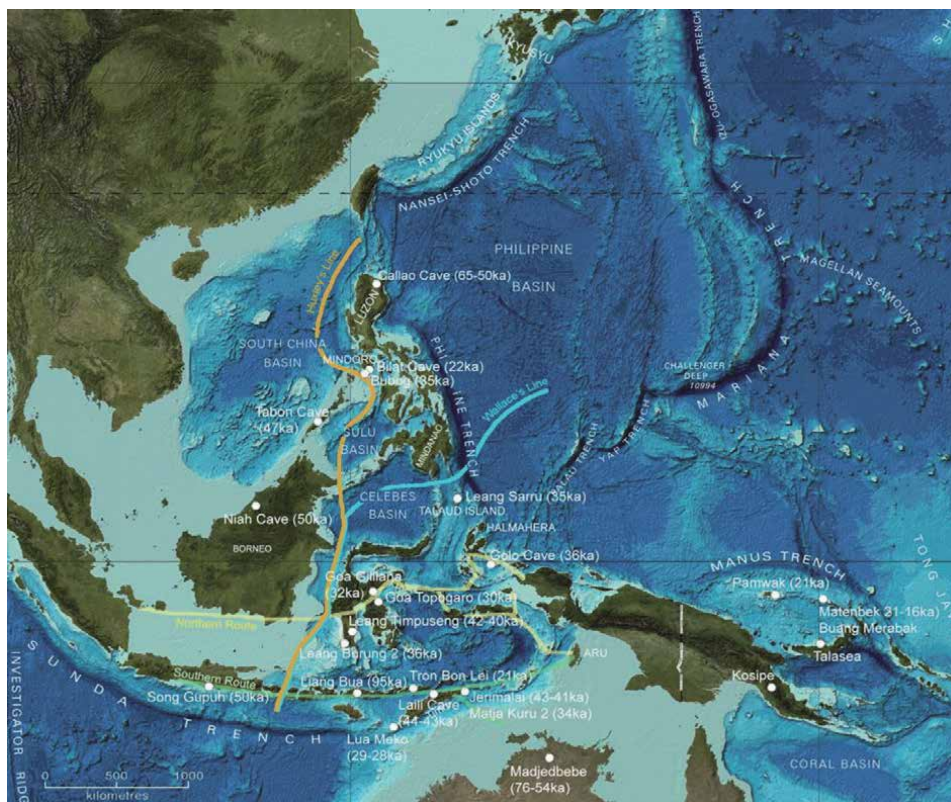 KYUSYU
RYUKYU ISLANDS
NANSEI-SHOTO TRENCH
IZU-OGASAWARA TRENCH
PHILIPPINE
BASIN
MARIANA TRENCH
MAGELLAN SEAMOUNTS
Huxley's Line
Callao Cave (65-50ka)
LUZON
SOUTH CHINA
BASIN
MINDORO
Bilat Cave (22ka)
Bubog (35ka)
PHILIPPINE TRENCH
CHALLENGER
DEEP
10994
Wallace's Line
Tabon Cave
(47ka)
SULU
BASIN
MINDANAO
PALAU TRENCH
YAP TRENCH
CELEBES
BASIN
Leang Sarru (35ka)
TALAUD ISLAND
Niah Cave (50ka)
BORNEO
HALMAHERA
Golo Cave (36ka)
MANUS TRENCH
TONG
Pamwak (21ka)
Goa Gililana
(32ka)
Goa Topogaro (30ka)
Matenbek 21-16ka)
Buang Merabak
Northern Route
Leang Timpuseng (42-40ka)
Leang Burung 2 (36ka)
Talasea
ARU
Southern Route
Liang Bua (95ka)
Tron Bon Lei (21ka)
Kosipe
Song Gupuh (50ka)
Jerimalai (43-41ka)
Laili Cave
(44-43ka)
Matja Kuru 2 (34ka)
SUNDA TRENCH
INVESTIGATOR RIDG
Lua Meko
(29-28ka)
Madjedbebe
(76-54ka)
CORAL BASIN
0 500 1000
kilometres